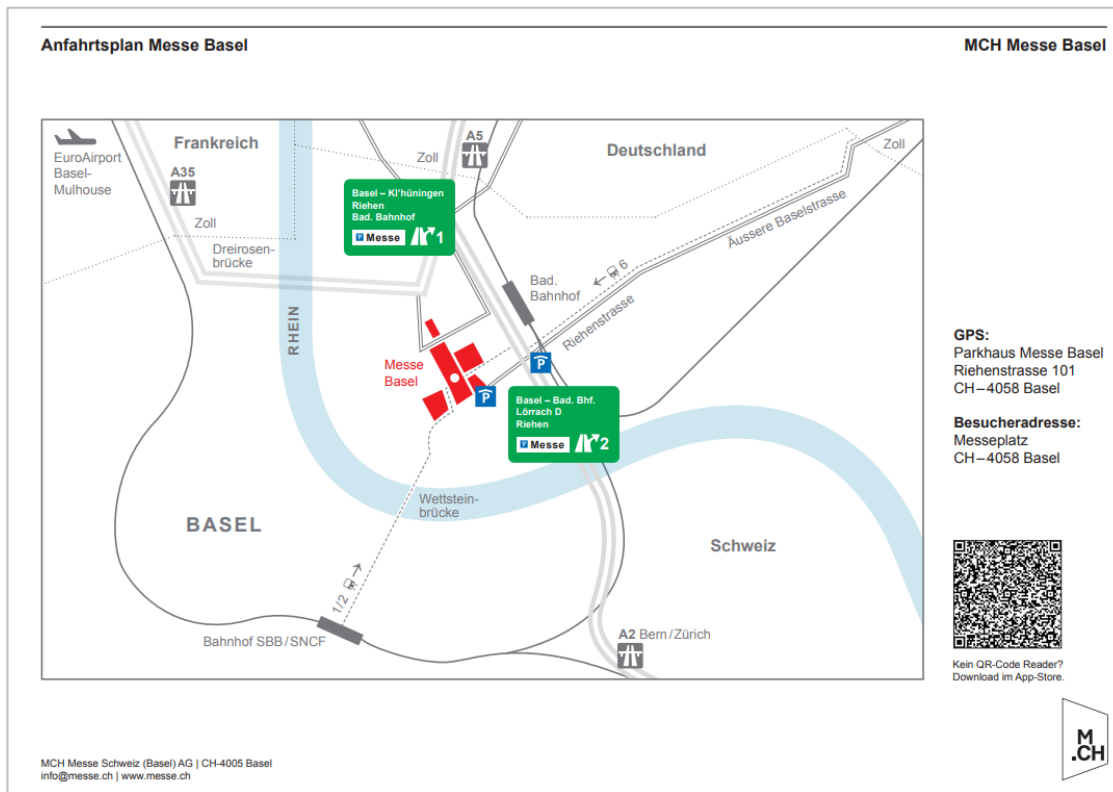 Anfahrtsplan Messe Basel
MCH Messe Basel
EuroAirport
Basel-
Mulhouse
Frankreich
A35
Zoll
Dreirosen-
brücke
A5
Zoll
Deutschland
Zoll
Basel – Kl'hüningen
Riehen
Bad. Bahnhof
P Messe 1
Äussere Baselstrasse
6
Bad.
Bahnhof
Riehenstrasse
RHEIN
Messe
Basel
P
P
Basel – Bad. Bhf.
Lörrach D
Riehen
P Messe 2
Wettstein-
brücke
BASEL
Schweiz
1/2
Bahnhof SBB/SNCF
A2 Bern/Zürich
GPS:
Parkhaus Messe Basel
Riehenstrasse 101
CH–4058 Basel
Besucheradresse:
Messeplatz
CH–4058 Basel
Kein QR-Code Reader?
Download im App-Store.
M
.CH
MCH Messe Schweiz (Basel) AG | CH-4005 Basel
info@messe.ch | www.messe.ch